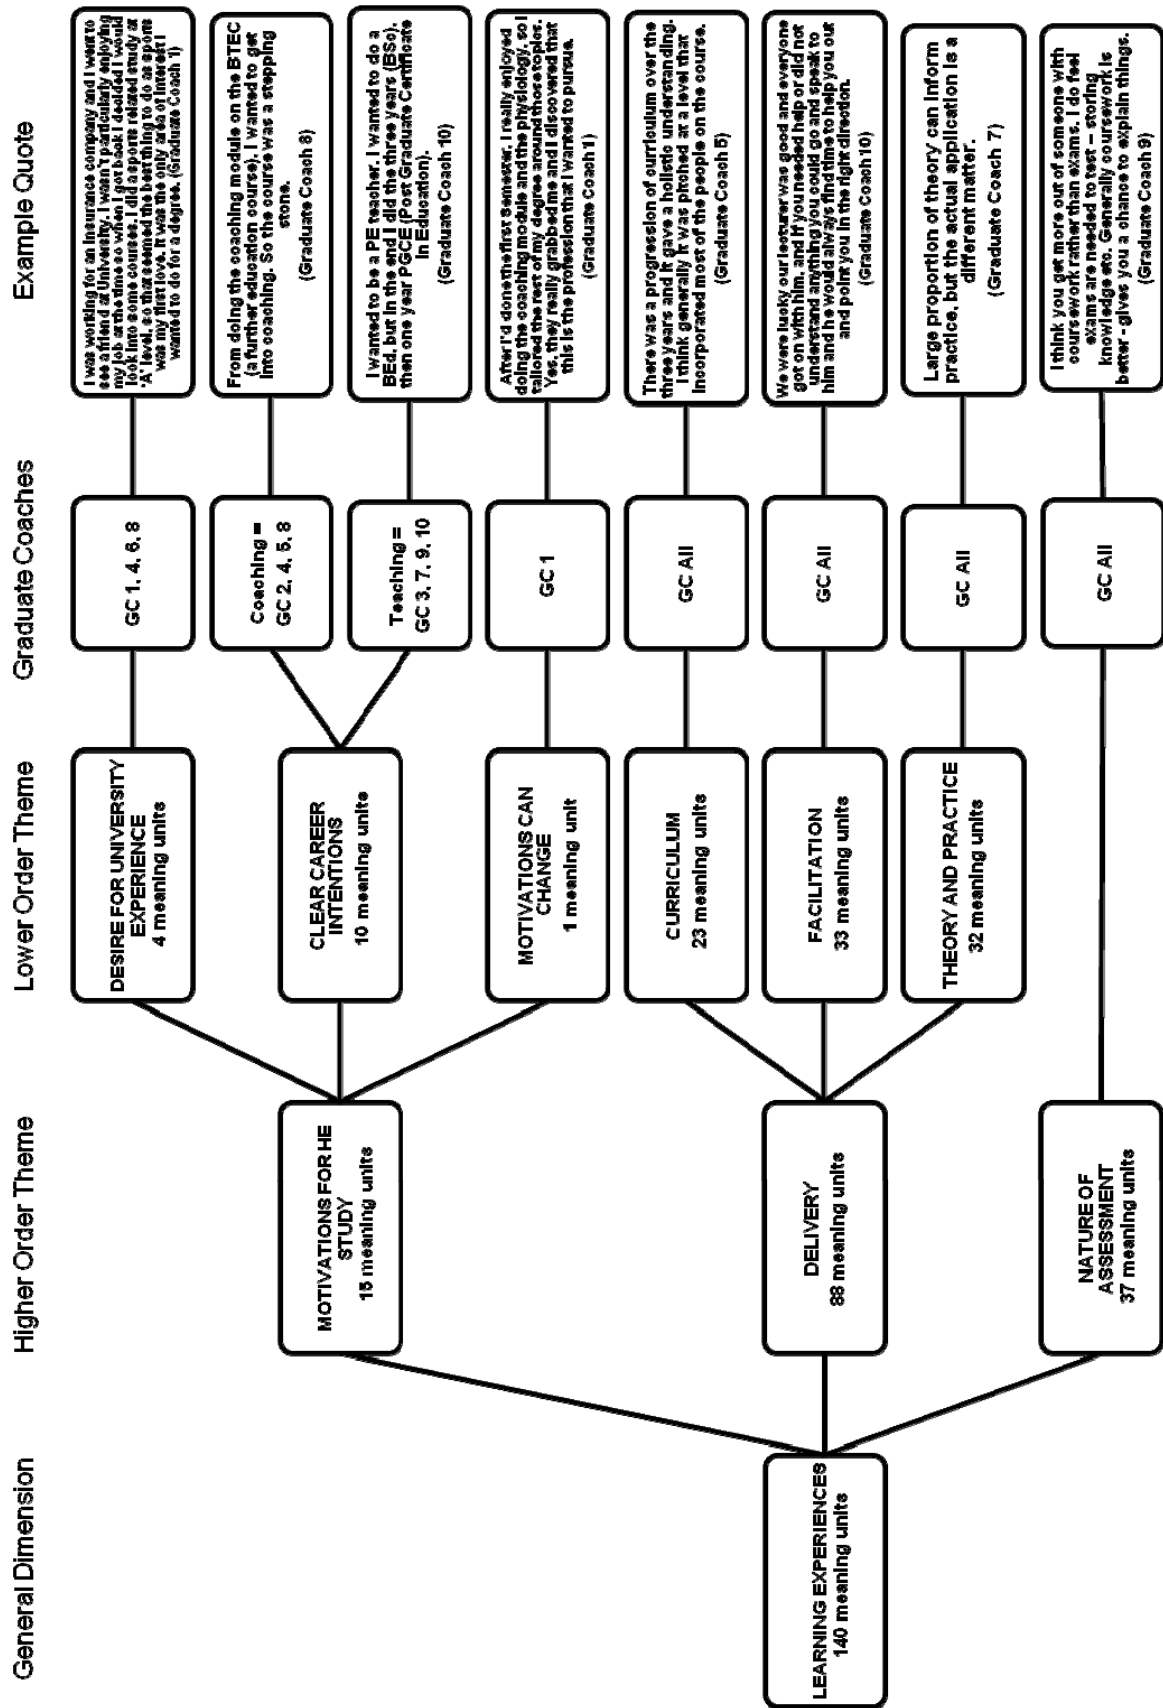 General Dimension
Higher Order Theme
Lower Order Theme
Graduate Coaches
Example Quote
LEARNING EXPERIENCES
140 meaning units
MOTIVATIONS FOR HE
STUDY
15 meaning units
DELIVERY
88 meaning units
NATURE OF
ASSESSMENT
37 meaning units
DESIRE FOR UNIVERSITY
EXPERIENCE
4 meaning units
CLEAR CAREER
INTENTIONS
10 meaning units
MOTIVATIONS CAN
CHANGE
1 meaning unit
CURRICULUM
23 meaning units
FACILITATION
33 meaning units
THEORY AND PRACTICE
32 meaning units
GC 1, 4, 6, 8
Coaching =
GC 2, 4, 5, 8
Teaching =
GC 3, 7, 9, 10
GC 1
GC All
GC All
GC All
GC All
I was working for an insurance company and I went to
see a friend at University. I wasn't particularly enjoying
my job at the time so when I got back I decided I would
look into some courses. I did a sports related study at
'A' level, so that seemed the best thing to do as sports
was my first love. It was the only area of interest I
wanted to do for a degree. (Graduate Coach 1)
From doing the coaching module on the BTEC
(a further education course), I wanted to get
into coaching. So the course was a stepping
stone.
(Graduate Coach 8)
I wanted to be a PE teacher. I wanted to do a
BEd, but in the end I did the three years (BSc),
then one year PGCE (Post Graduate Certificate
in Education).
(Graduate Coach 10)
After I'd done the first Semester, I really enjoyed
doing the coaching module and the physiology, so I
tailored the rest of my degree around those topics.
Yes, they really grabbed me and I discovered that
this is the profession that I wanted to pursue.
(Graduate Coach 1)
There was a progression of curriculum over the
three years and it gave a holistic understanding.
I think generally it was pitched at a level that
incorporated most of the people on the course.
(Graduate Coach 5)
We were lucky our lecturer was good and everyone
got on with him, and if you needed help or did not
understand anything you could go and speak to
him and he would always find time to help you out
and point you in the right direction.
(Graduate Coach 10)
Large proportion of theory can inform
practice, but the actual application is a
different matter.
(Graduate Coach 7)
I think you get more out of someone with
coursework rather than exams. I do feel
exams are needed to test – storing
knowledge etc. Generally coursework is
better - gives you a chance to explain things.
(Graduate Coach 9)